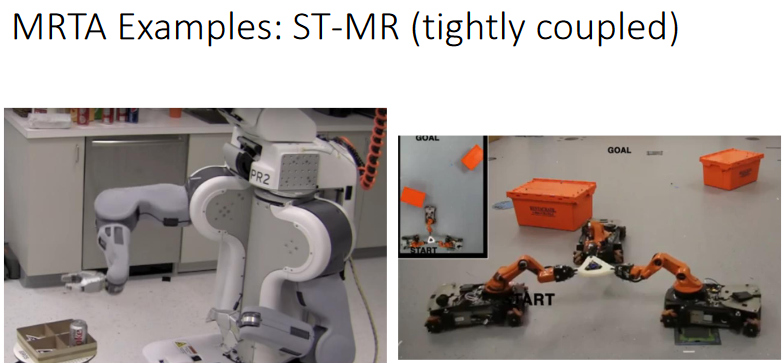 MRTA Examples: ST-MR (tightly coupled)
PR2
GOAL
GOAL
START
START